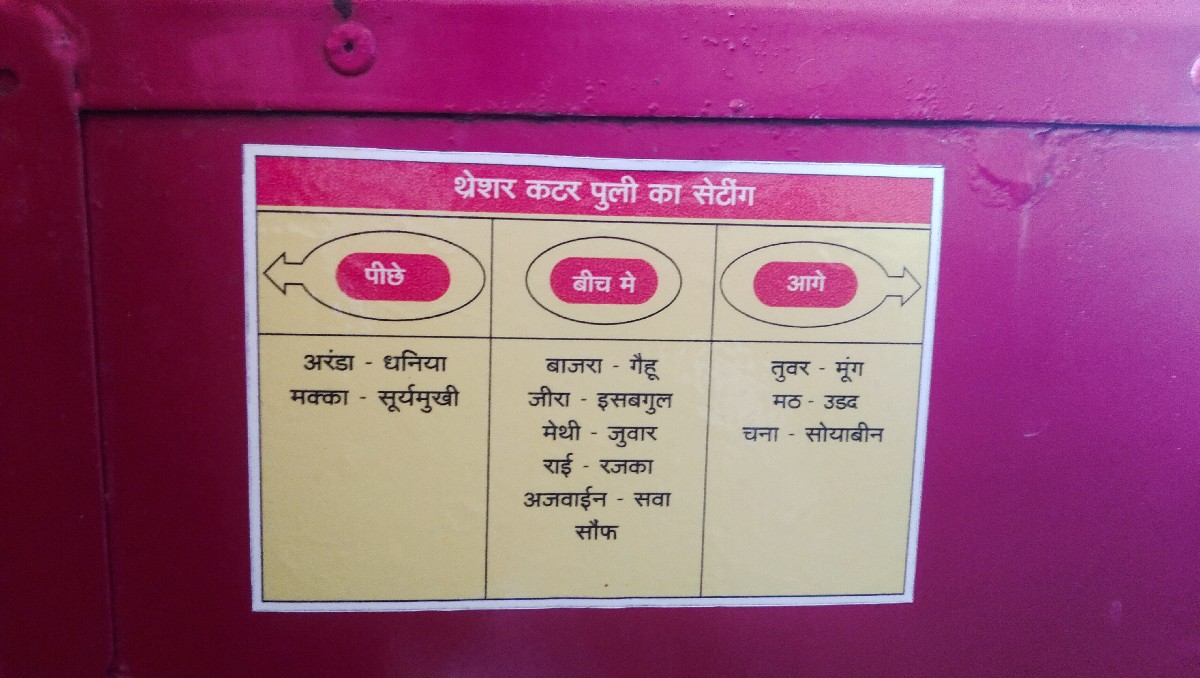 थ्रेशर कटर पुली का सेटींग
पीछे
बीच मे
आगे
अरंडा - धनिया
मक्का - सूर्यमुखी
बाजरा - गैहू
जीरा - इसबगुल
मेथी - जुवार
राई - रजका
अजवाईन - सवा
सौंफ
तुवर - मूंग
मठ - उडद
चना - सोयाबीन